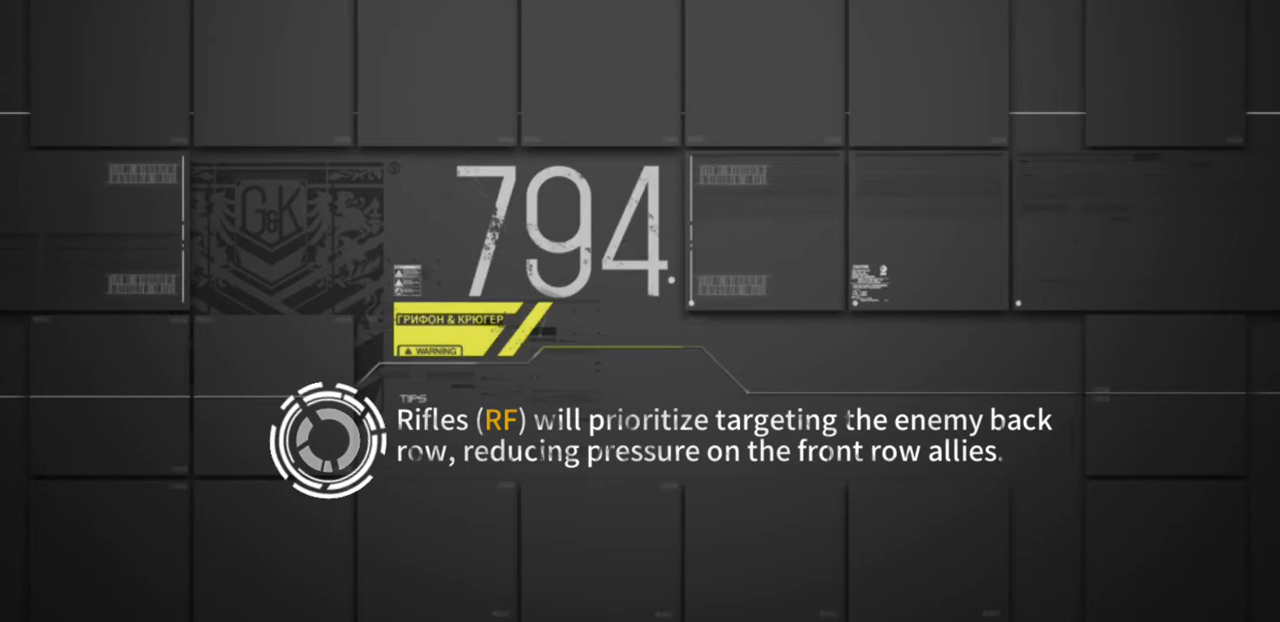 G&K
794.
ГРИФОН & КРЮГЕР
WARNING
TIPS
Rifles (RF) will prioritize targeting the enemy back
row, reducing pressure on the front row allies.